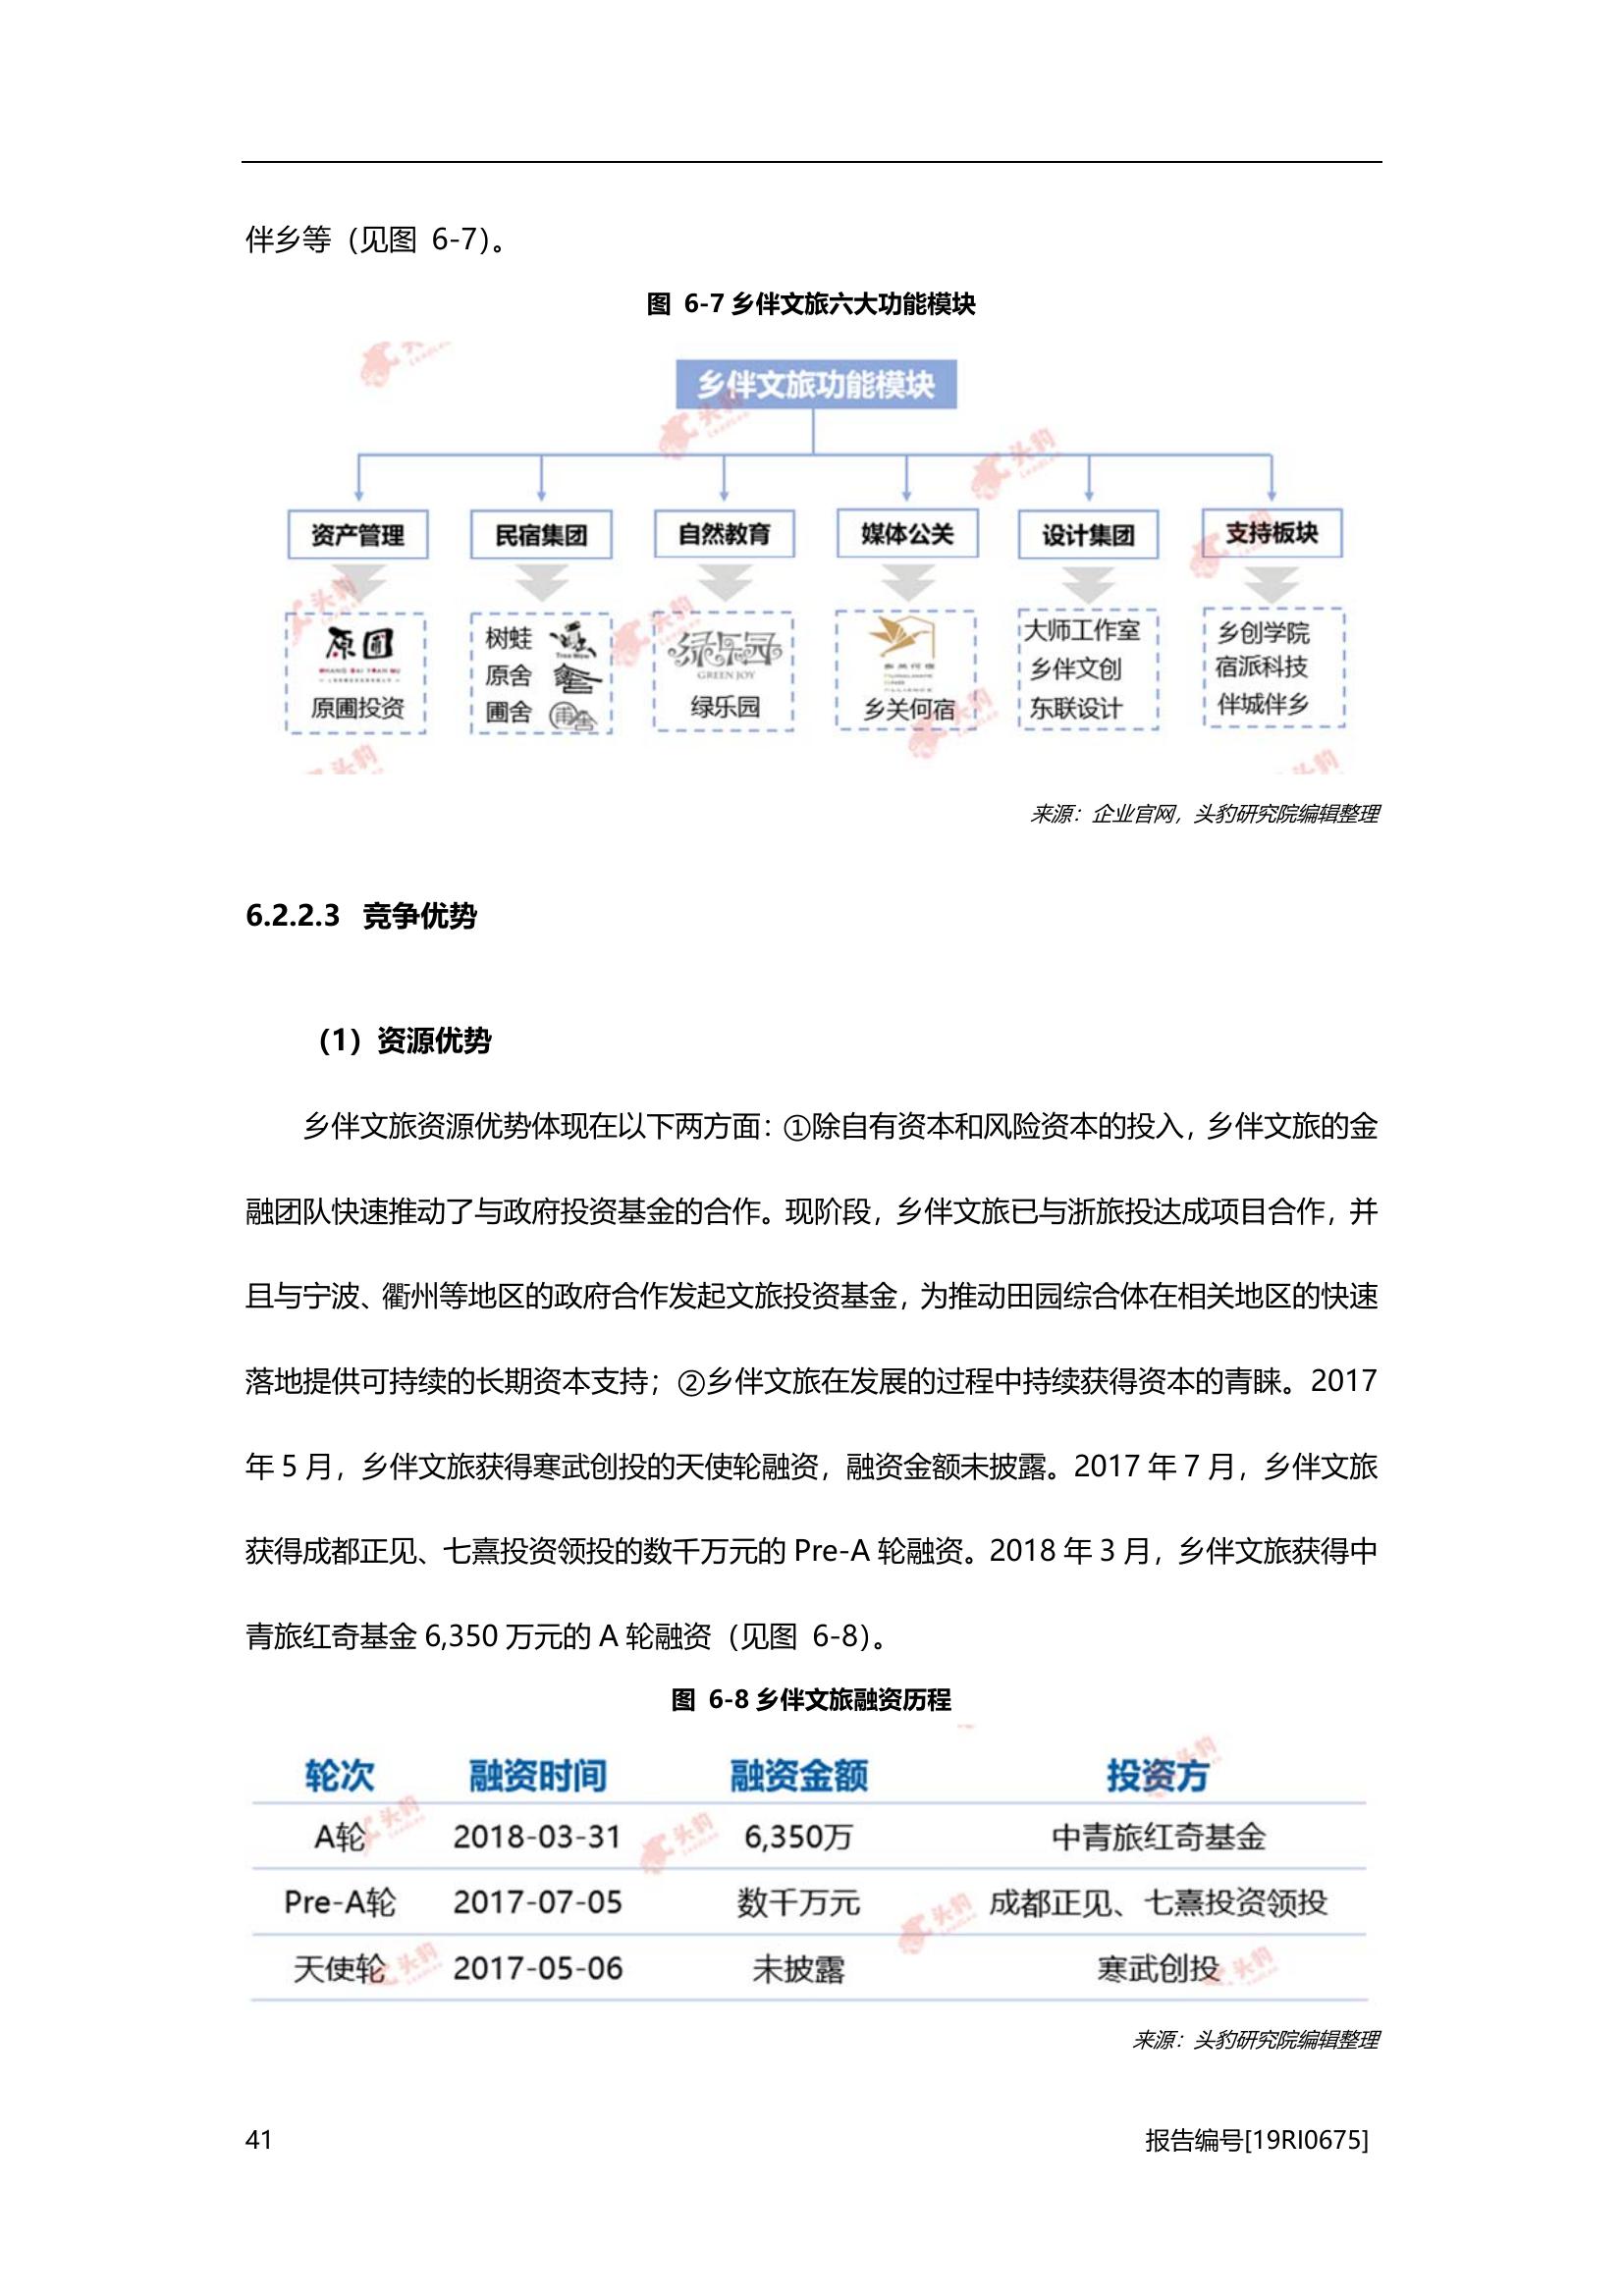 伴乡等（见图 6-7）。
图 6-7 乡伴文旅六大功能模块
乡伴文旅功能模块
资产管理 民宿集团 自然教育 媒体公关 设计集团 支持板块
原圃
原圃投资
树蛙
Tree Wow
原舍
圃舍
绿乐园
GREEN JOY
绿乐园
乡关何宿
乡关何宿
大师工作室
乡伴文创
东联设计
乡创学院
宿派科技
伴城伴乡
来源：企业官网，头豹研究院编辑整理
6.2.2.3 竞争优势
（1）资源优势
乡伴文旅资源优势体现在以下两方面：①除自有资本和风险资本的投入，乡伴文旅的金
融团队快速推动了与政府投资基金的合作。现阶段，乡伴文旅已与浙旅投达成项目合作，并
且与宁波、衢州等地区的政府合作发起文旅投资基金，为推动田园综合体在相关地区的快速
落地提供可持续的长期资本支持；②乡伴文旅在发展的过程中持续获得资本的青睐。2017
年 5 月，乡伴文旅获得寒武创投的天使轮融资，融资金额未披露。2017 年 7 月，乡伴文旅
获得成都正见、七熹投资领投的数千万元的 Pre-A 轮融资。2018 年 3 月，乡伴文旅获得中
青旅红奇基金 6,350 万元的 A 轮融资（见图 6-8）。
图 6-8 乡伴文旅融资历程
轮次 融资时间 融资金额 投资方
A轮 2018-03-31 6,350万 中青旅红奇基金
Pre-A轮 2017-07-05 数千万元 成都正见、七熹投资领投
天使轮 2017-05-06 未披露 寒武创投
来源：头豹研究院编辑整理
41 报告编号[19RI0675]